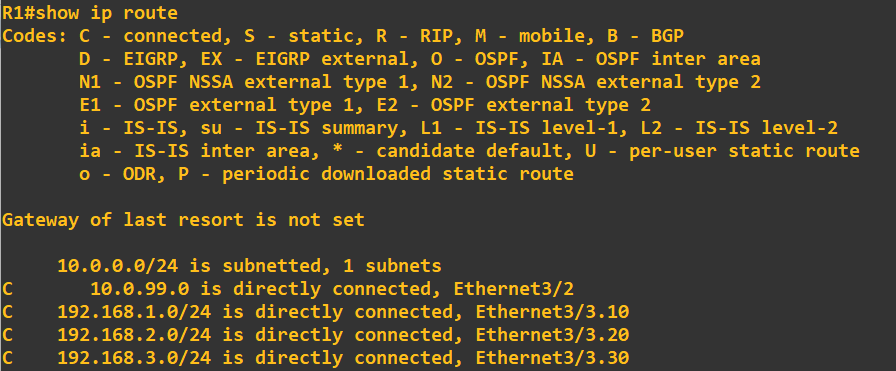 R1#show ip route
Codes: C - connected, S - static, R - RIP, M - mobile, B - BGP
       D - EIGRP, EX - EIGRP external, O - OSPF, IA - OSPF inter area
       N1 - OSPF NSSA external type 1, N2 - OSPF NSSA external type 2
       E1 - OSPF external type 1, E2 - OSPF external type 2
       i - IS-IS, su - IS-IS summary, L1 - IS-IS level-1, L2 - IS-IS level-2
       ia - IS-IS inter area, * - candidate default, U - per-user static route
       o - ODR, P - periodic downloaded static route

Gateway of last resort is not set

     10.0.0.0/24 is subnetted, 1 subnets
C       10.0.99.0 is directly connected, Ethernet3/2
C    192.168.1.0/24 is directly connected, Ethernet3/3.10
C    192.168.2.0/24 is directly connected, Ethernet3/3.20
C    192.168.3.0/24 is directly connected, Ethernet3/3.30